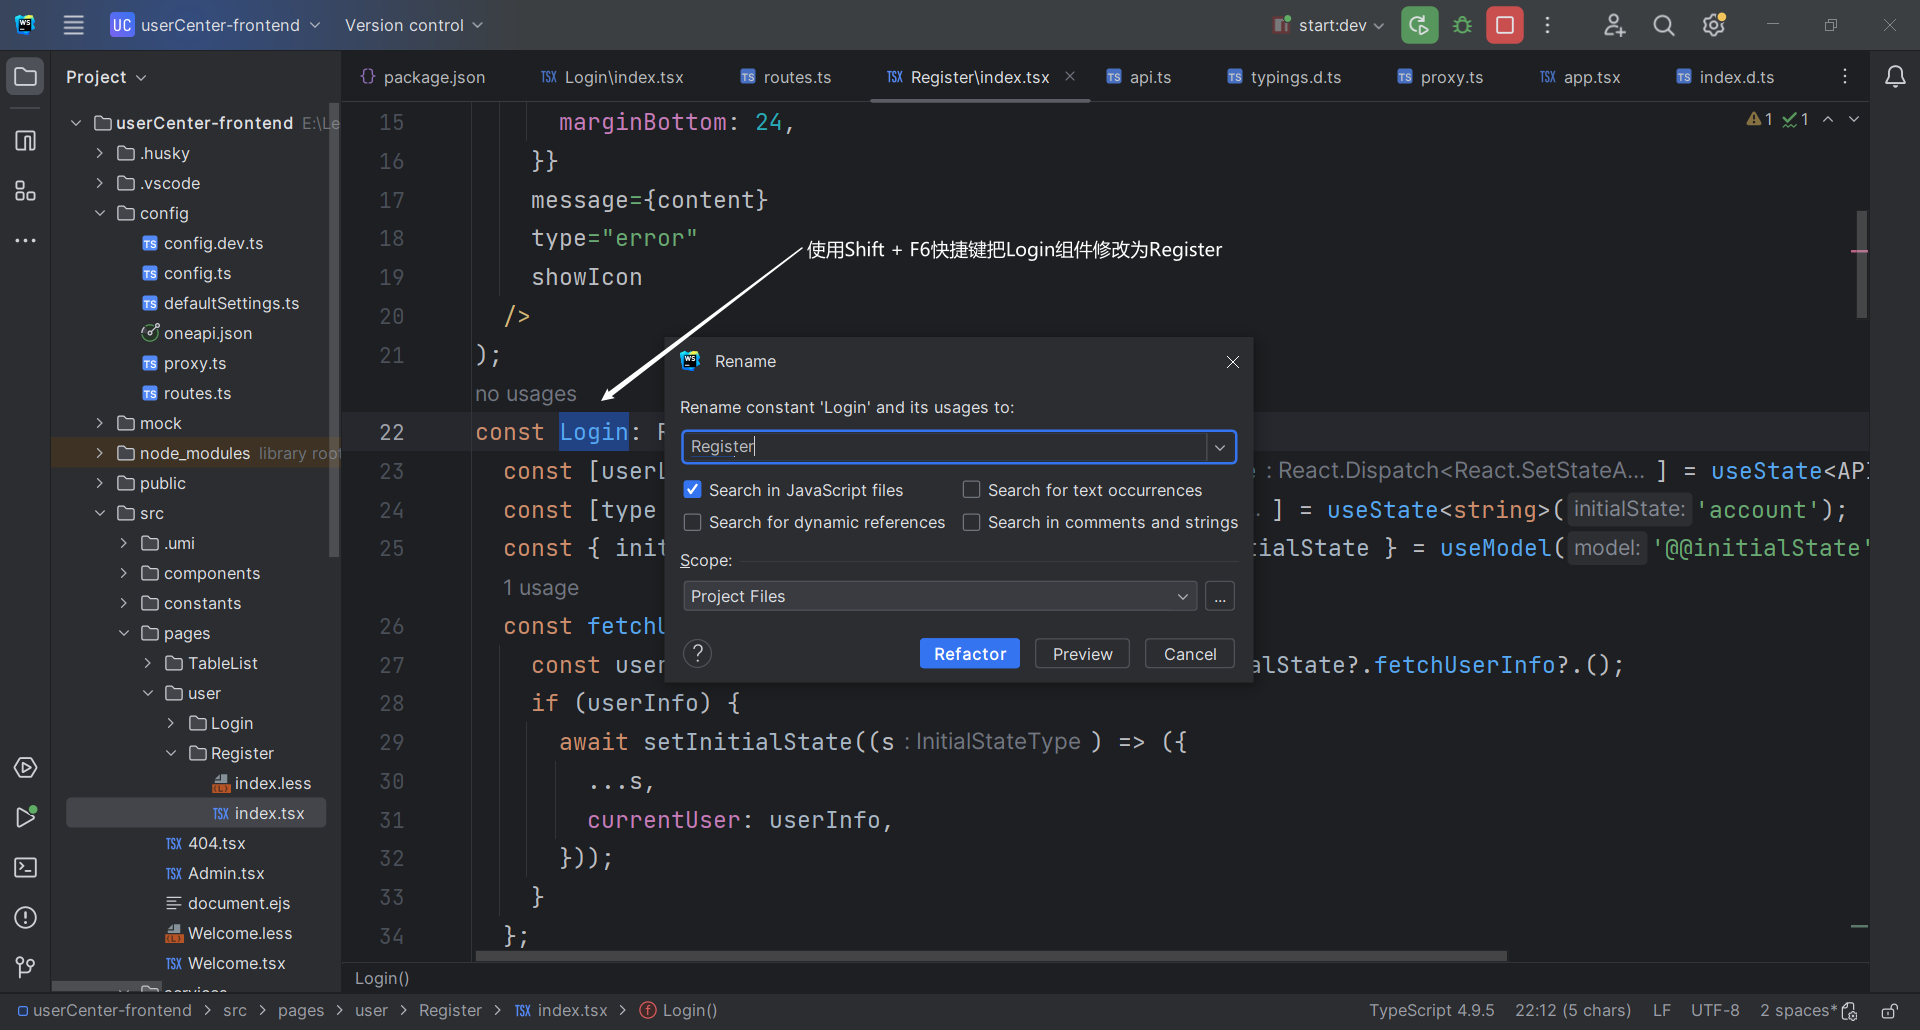 UC userCenter-frontend
Version control
start:dev
Project
package.json
Login\index.tsx
routes.ts
Register\index.tsx
api.ts
typings.d.ts
proxy.ts
app.tsx
index.d.ts
userCenter-frontend E:\Le
.husky
.vscode
config
config.dev.ts
config.ts
defaultSettings.ts
oneapi.json
proxy.ts
routes.ts
mock
node_modules library root
public
src
.umi
components
constants
pages
TableList
user
Login
Register
index.less
index.tsx
404.tsx
Admin.tsx
document.ejs
Welcome.less
Welcome.tsx
services
1 1
15 marginBottom: 24,
16 }}
17 message={content}
18 type="error"
19 showIcon
20 />
21 );
no usages
22 const Login:
23 const [userL : React.Dispatch<React.SetStateA... ] = useState<API
24 const [type ] = useState<string>( initialState: 'account');
25 const { init ialState } = useModel( model: '@@initialState'
1 usage
26 const fetchU
27 const user alState?.fetchUserInfo?.();
28 if (userInfo) {
29 await setInitialState((s : InitialStateType ) => ({
30 ...s,
31 currentUser: userInfo,
32 }));
33 }
34 };
使用Shift + F6快捷键把Login组件修改为Register
Rename
Rename constant 'Login' and its usages to:
Register
Search in JavaScript files
Search for text occurrences
Search for dynamic references
Search in comments and strings
Scope:
Project Files
...
?
Refactor
Preview
Cancel
Login()
userCenter-frontend > src > pages > user > Register > TSX index.tsx > Login()
TypeScript 4.9.5 22:12 (5 chars) LF UTF-8 2 spaces*